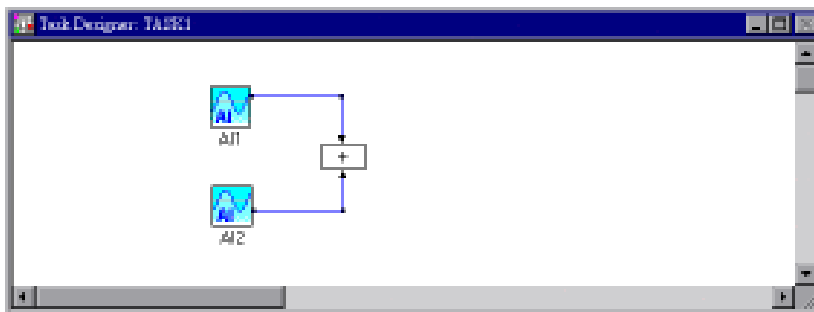 Task Designer: TASK1
AI
AI1
+
AI
AI2